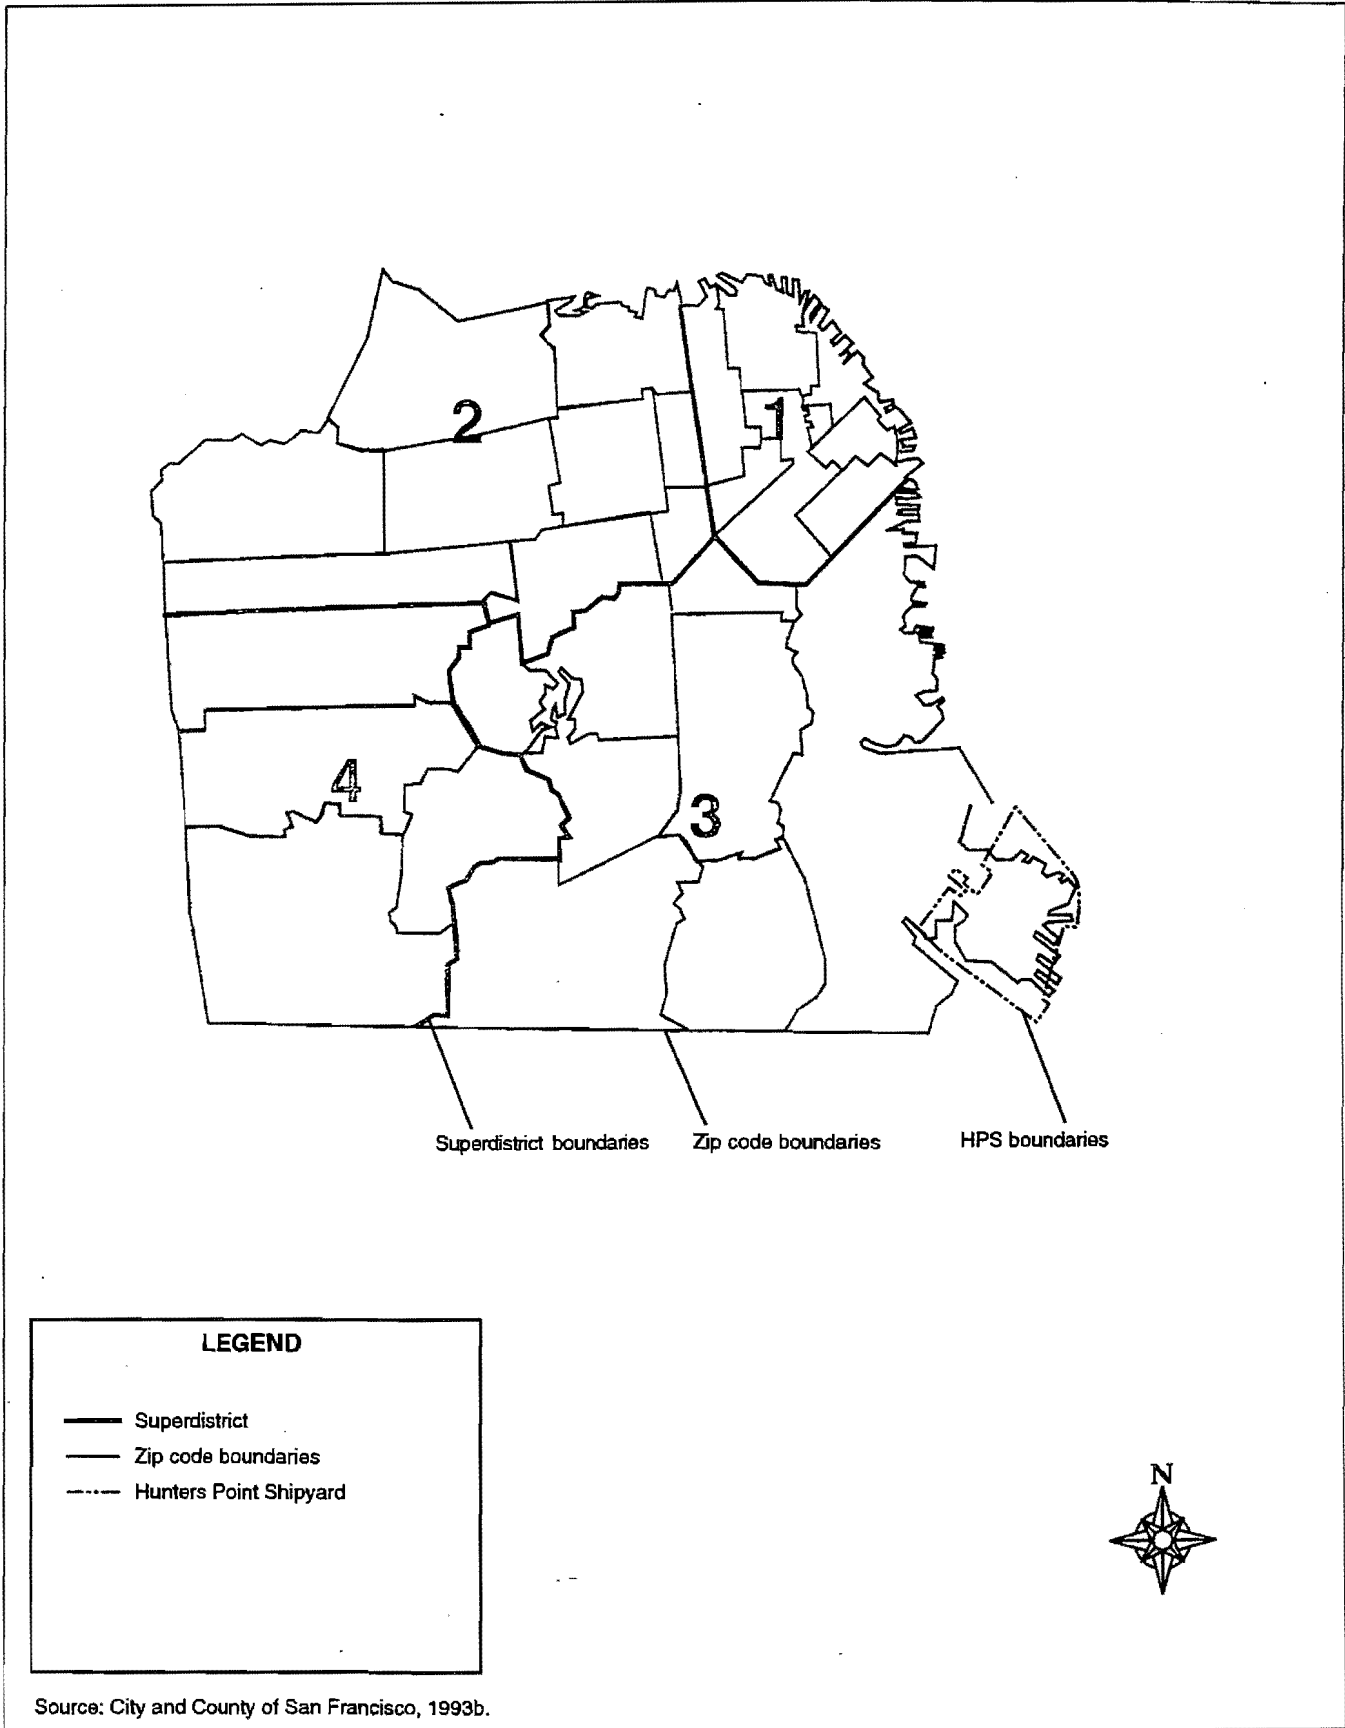 2
1
4
3
Superdistrict boundaries
Zip code boundaries
HPS boundaries
LEGEND
Superdistrict
Zip code boundaries
Hunters Point Shipyard
N
Source: City and County of San Francisco, 1993b.